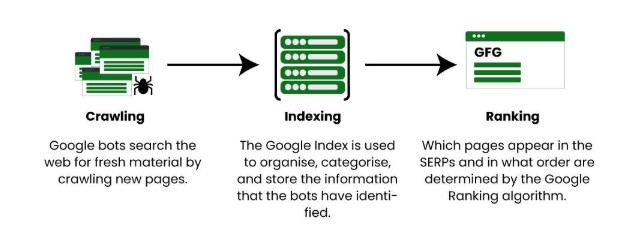 GFG
Crawling
Google bots search the
web for fresh material by
crawling new pages.
Indexing
The Google Index is used
to organise, categorise,
and store the information
that the bots have identi-
fied.
Ranking
Which pages appear in the
SERPs and in what order are
determined by the Google
Ranking algorithm.